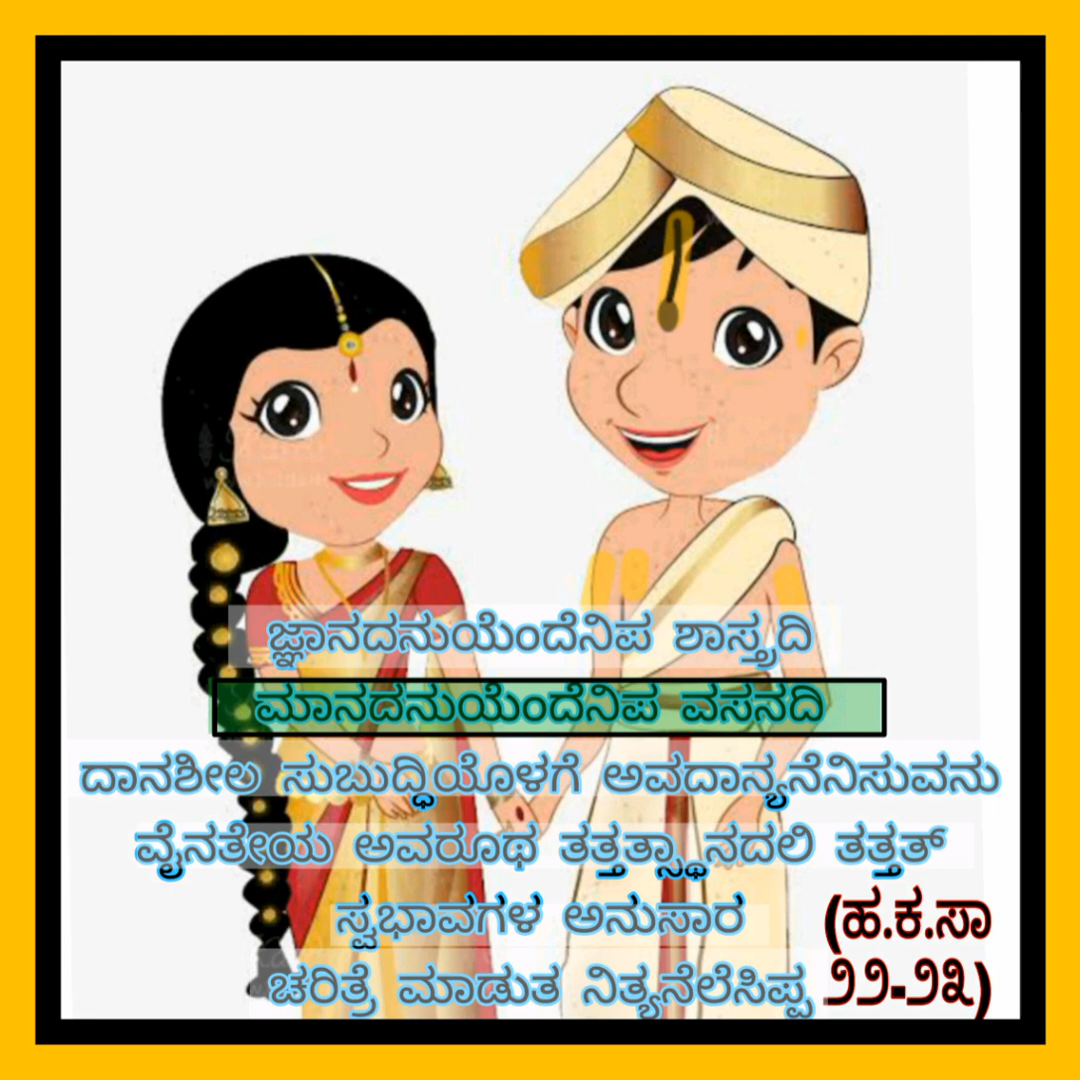 ಜ್ಞಾನದನುಯೆಂದೆನಿಪ ಶಾಸ್ತ್ರದಿ
ಮಾನದನುಯೆಂದೆನಿಪ ವಸನದಿ
ದಾನಶೀಲ ಸುಬುದ್ಧಿಯೊಳಗೆ ಅವದಾನ್ಯನೆನಿಸುವನು
ವೈನತೇಯ ಅವರೂಥ ತತ್ತತ್ಸ್ಥಾನದಲಿ ತತ್ತತ್
ಸ್ವಭಾವಗಳ ಅನುಸಾರ (ಹ.ಕ.ಸಾ
ಚರಿತ್ರೆ ಮಾಡುತ ನಿತ್ಯನೆಲೆಸಿಪ್ಪ ೨೨-೨೩)